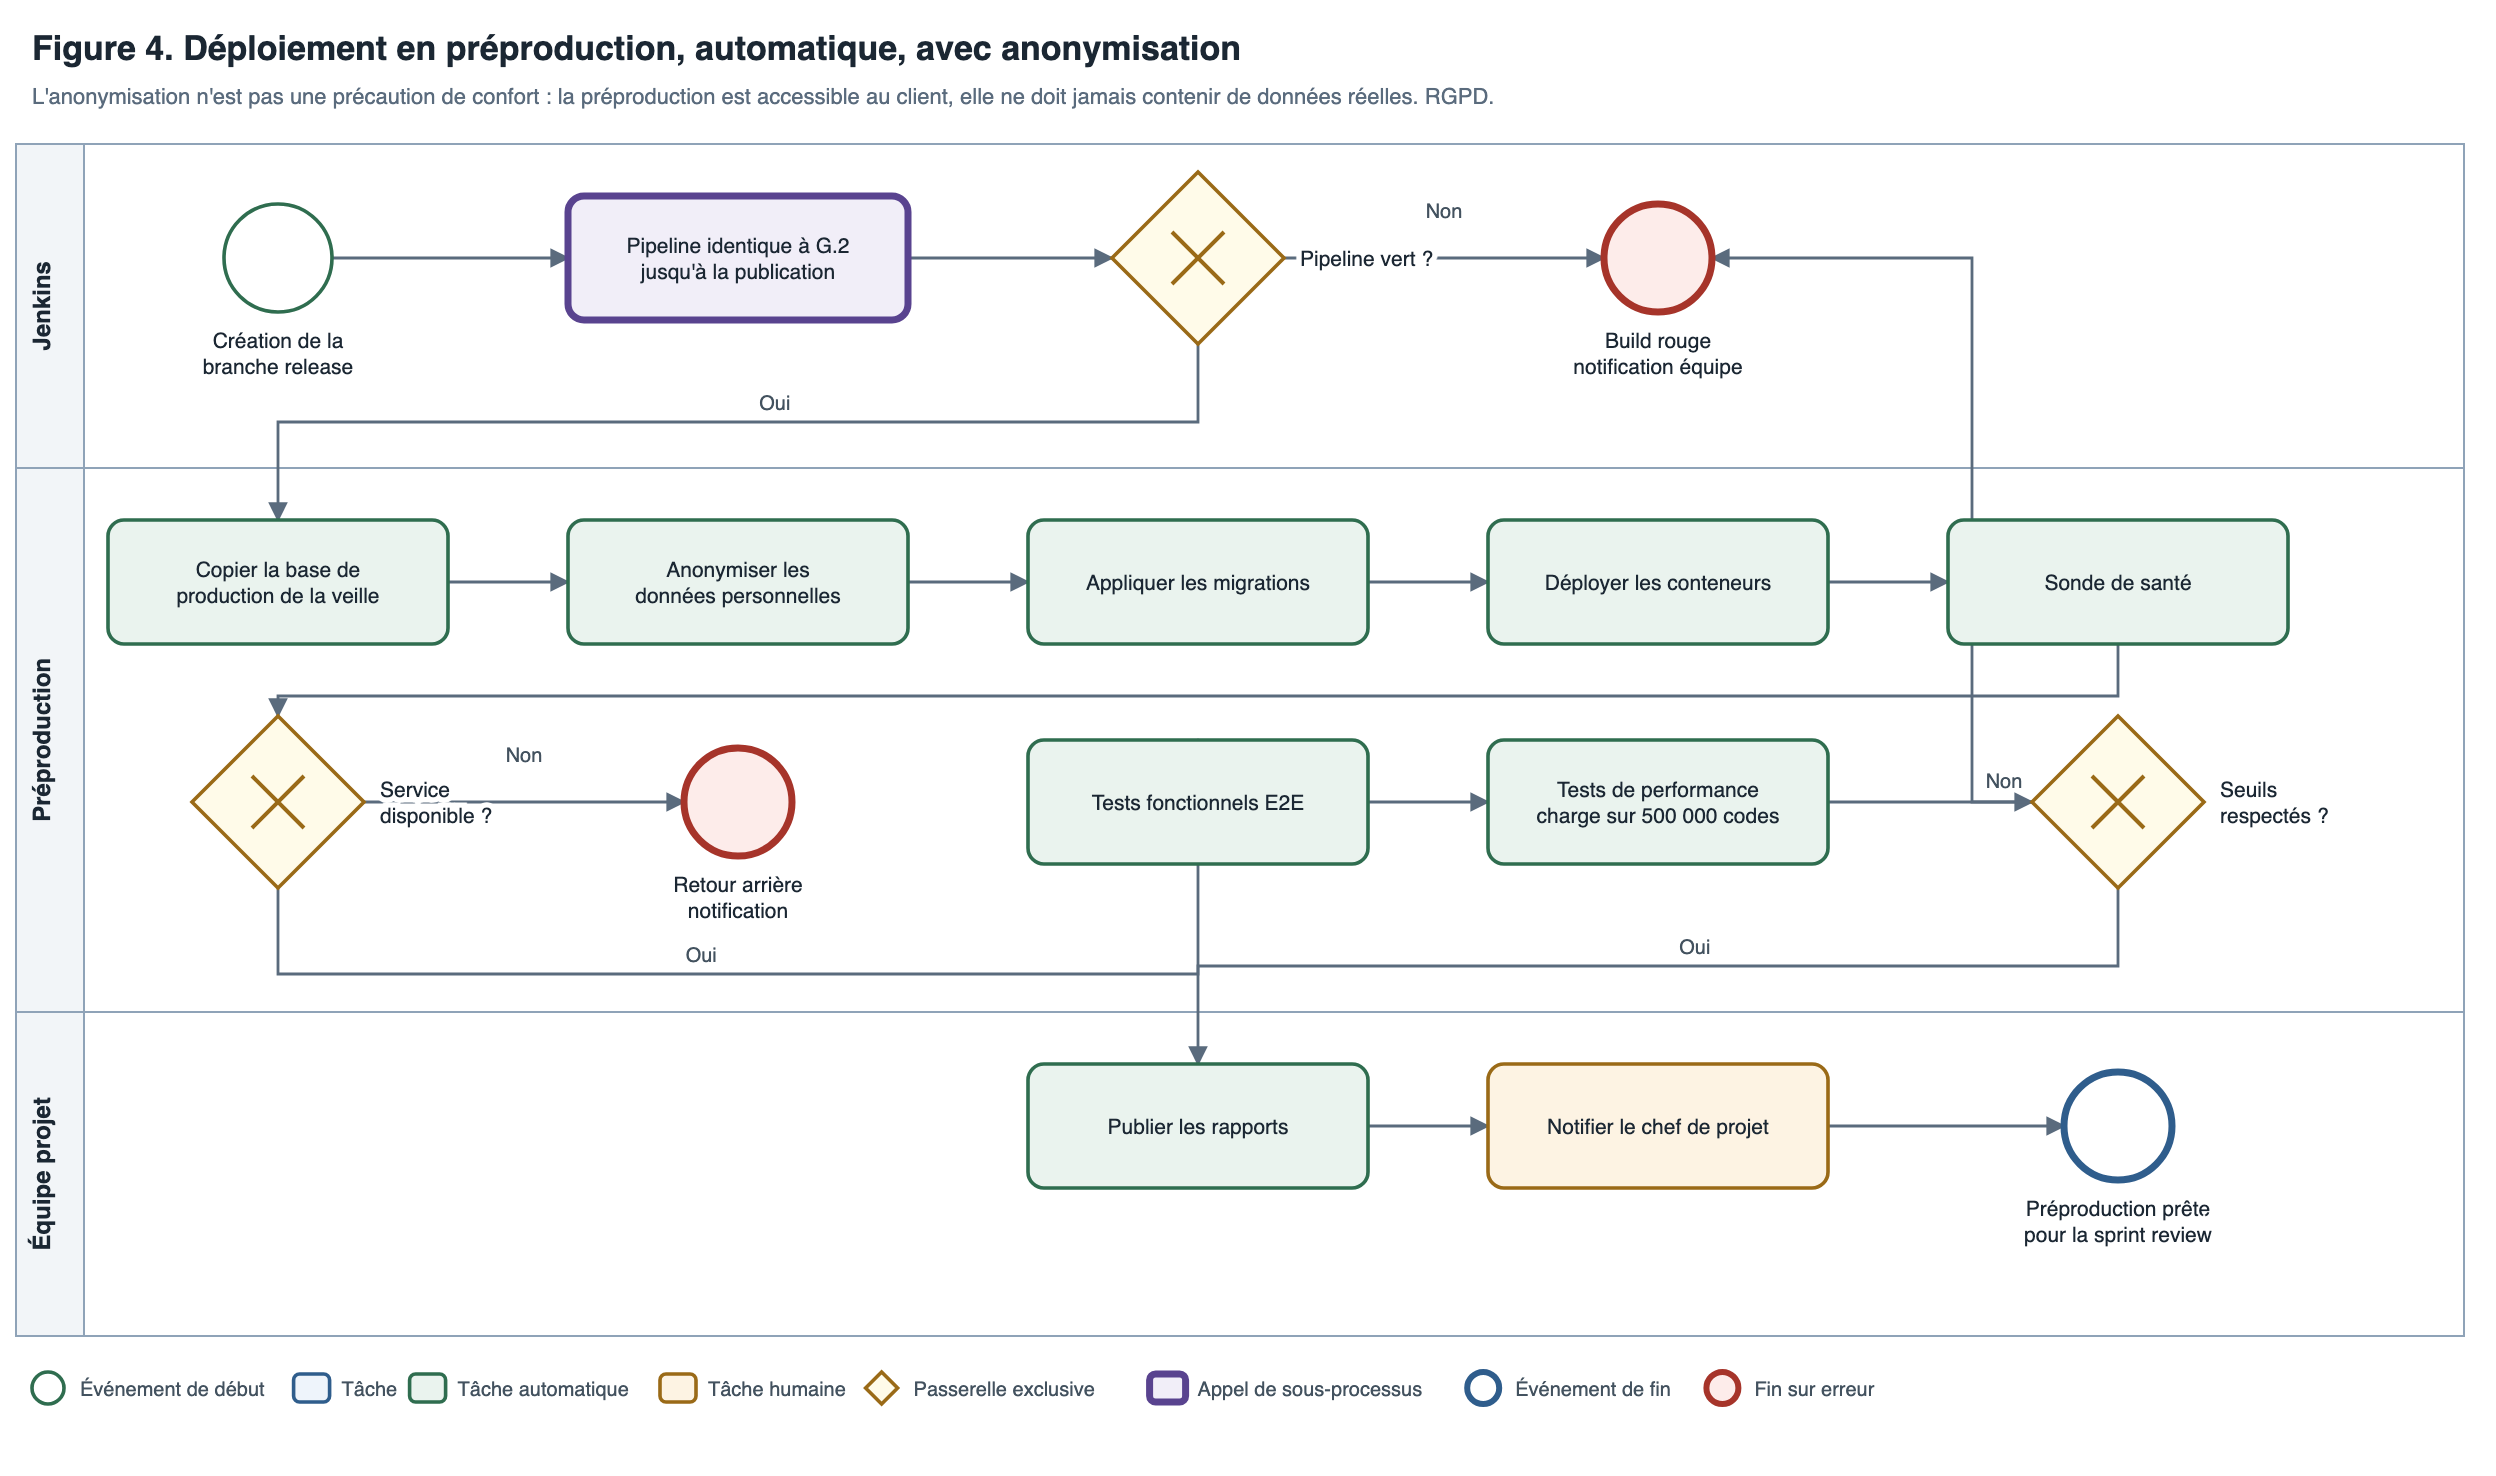 Figure 4. Déploiement en préproduction, automatique, avec anonymisation
L'anonymisation n'est pas une précaution de confort : la préproduction est accessible au client, elle ne doit jamais contenir de données réelles. RGPD.
Jenkins
Création de la
branche release
Pipeline identique à G.2
jusqu'à la publication
Pipeline vert ?
Non
Build rouge
notification équipe
Oui
Préproduction
Copier la base de
production de la veille
Anonymiser les
données personnelles
Appliquer les migrations
Déployer les conteneurs
Sonde de santé
Service
disponible ?
Non
Retour arrière
notification
Oui
Tests fonctionnels E2E
Tests de performance
charge sur 500 000 codes
Non
Seuils
respectés ?
Oui
Équipe projet
Publier les rapports
Notifier le chef de projet
Préproduction prête
pour la sprint review
Événement de début
Tâche
Tâche automatique
Tâche humaine
Passerelle exclusive
Appel de sous-processus
Événement de fin
Fin sur erreur